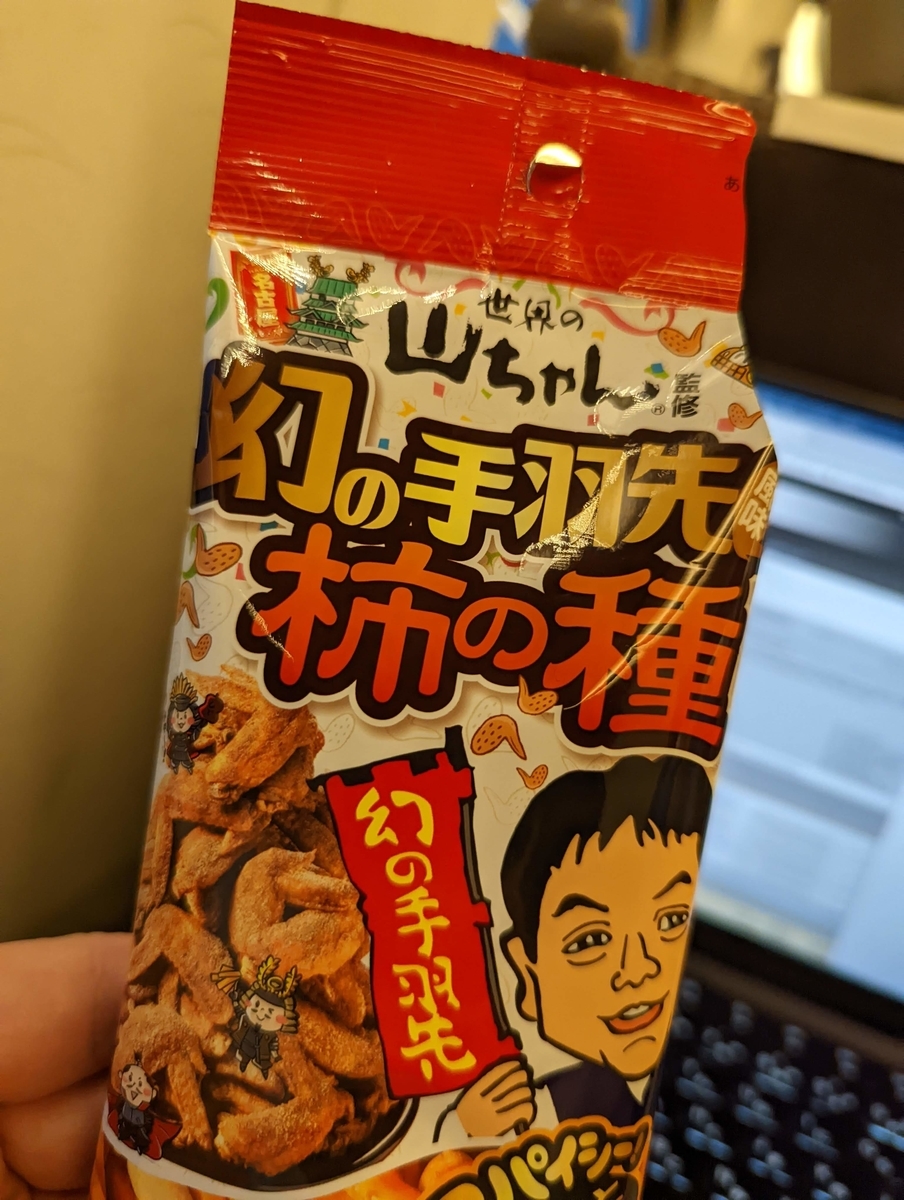 あ
名古屋
世界の
山ちゃん®
監修
幻の手羽先
風味
柿の種
幻の手羽先
スパイシー